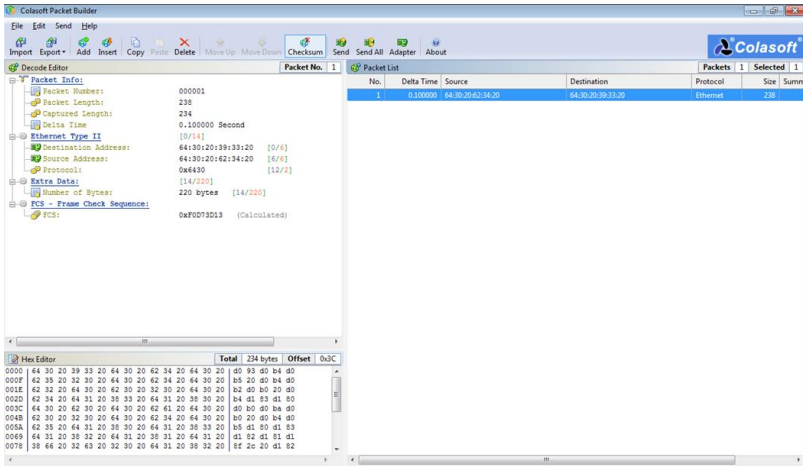 Colasoft Packet Builder
File Edit Send Help
Import Export Add Insert Copy Paste Delete Move Up Move Down Checksum Send Send All Adapter About
Colasoft
Decode Editor Packet No. 1
Packet Info:
Packet Number: 000001
Packet Length: 238
Captured Length: 234
Delta Time 0.100000 Second
Ethernet Type II [0/14]
Destination Address: 64:30:20:39:33:20 [0/6]
Source Address: 64:30:20:62:34:20 [6/6]
Protocol: 0x6430 [12/2]
Extra Data: [14/220]
Number of Bytes: 220 bytes [14/220]
FCS - Frame Check Sequence:
FCS: 0xF0D73D13 (Calculated)
Packet List Packets 1 Selected 1
No. Delta Time Source Destination Protocol Size Summ
1 0.100000 64:30:20:62:34:20 64:30:20:39:33:20 Ethernet 238
Hex Editor Total 234 bytes Offset 0x3C
0000 64 30 20 39 33 20 64 30 20 62 34 20 64 30 20 d0 93 d0 b4 d0
000F 62 35 20 32 30 20 64 30 20 62 34 20 64 30 20 b5 20 d0 b4 d0
001E 62 32 20 64 30 20 62 30 20 32 30 20 64 30 20 b2 d0 b0 20 d0
002D 62 34 20 64 31 20 38 33 20 64 31 20 38 30 20 b4 d1 83 d1 80
003C 64 30 20 62 30 20 64 30 20 62 61 20 64 30 20 d0 b0 d0 ba d0
004B 62 30 20 32 30 20 64 30 20 62 34 20 64 30 20 b0 20 d0 b4 d0
005A 62 35 20 64 31 20 38 30 20 64 31 20 38 33 20 b5 d1 80 d1 83
0069 64 31 20 38 32 20 64 31 20 38 31 20 64 31 20 d1 82 d1 81 d1
0078 38 66 20 32 63 20 32 30 20 64 31 20 38 32 20 8f 2c 20 d1 82